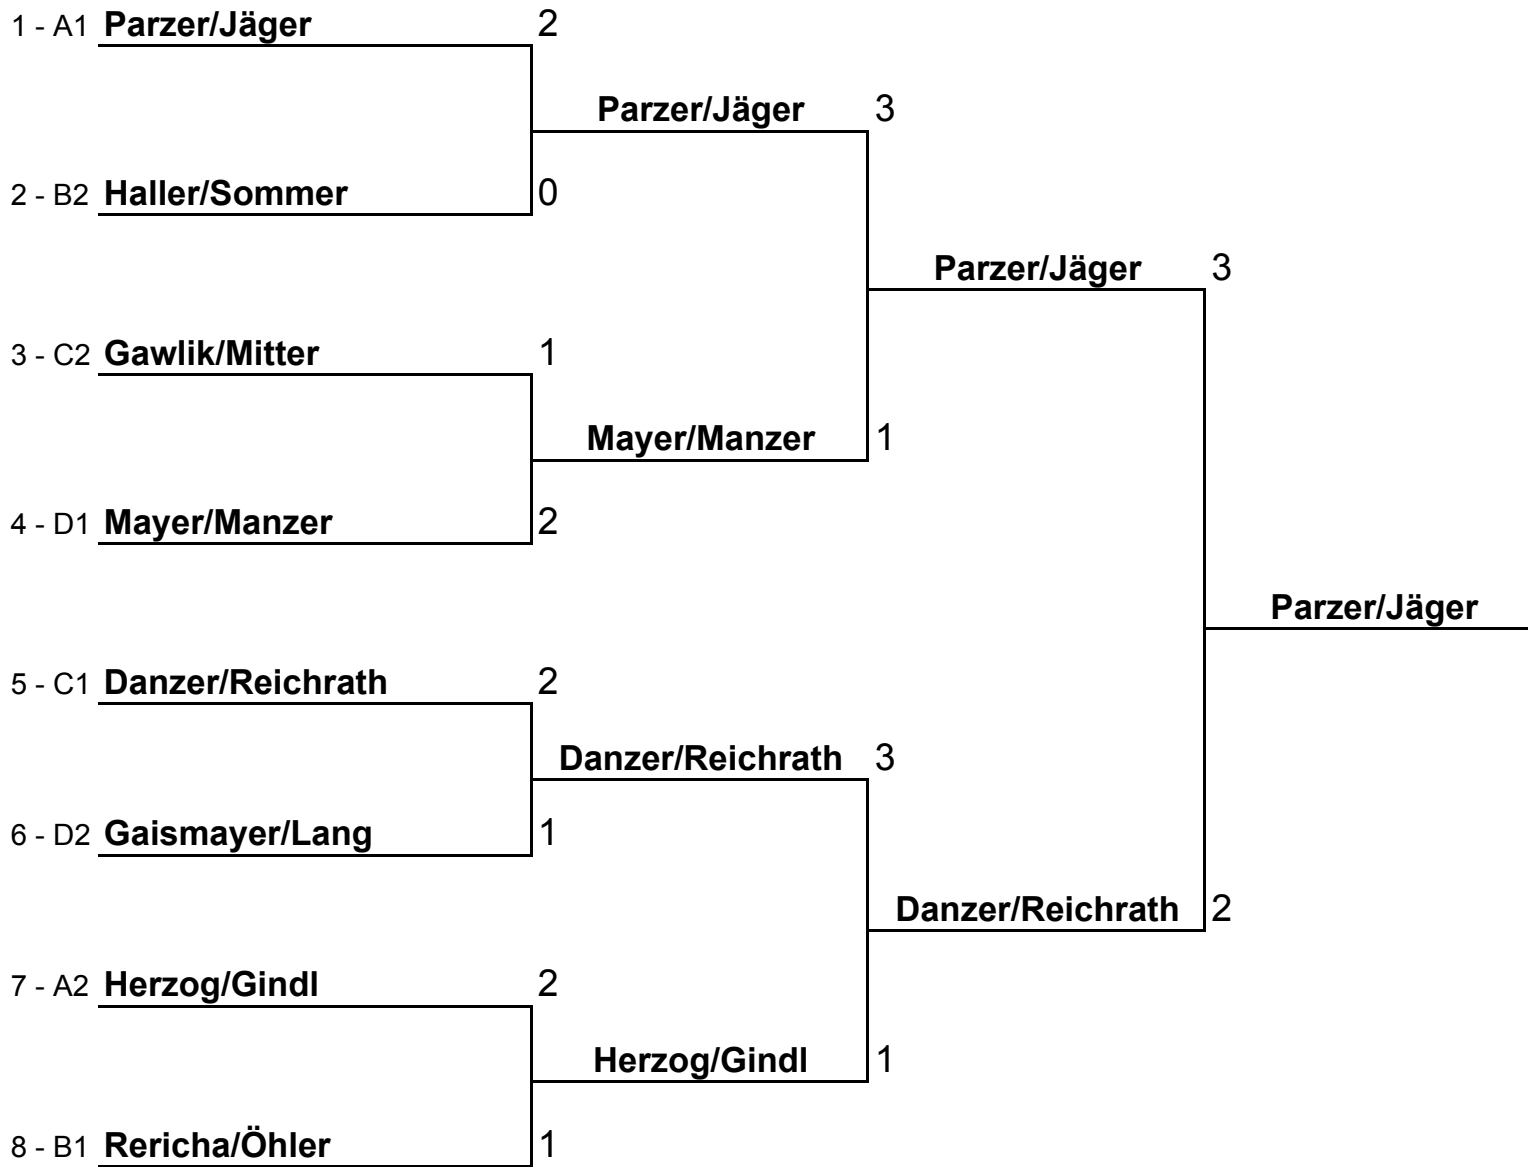 1 - A1 Parzer/Jäger 2
Parzer/Jäger 3
2 - B2 Haller/Sommer 0
Parzer/Jäger 3
3 - C2 Gawlik/Mitter 1
Mayer/Manzer 1
4 - D1 Mayer/Manzer 2
Parzer/Jäger
5 - C1 Danzer/Reichrath 2
Danzer/Reichrath 3
6 - D2 Gaismayer/Lang 1
Danzer/Reichrath 2
7 - A2 Herzog/Gindl 2
Herzog/Gindl 1
8 - B1 Rericha/Öhler 1